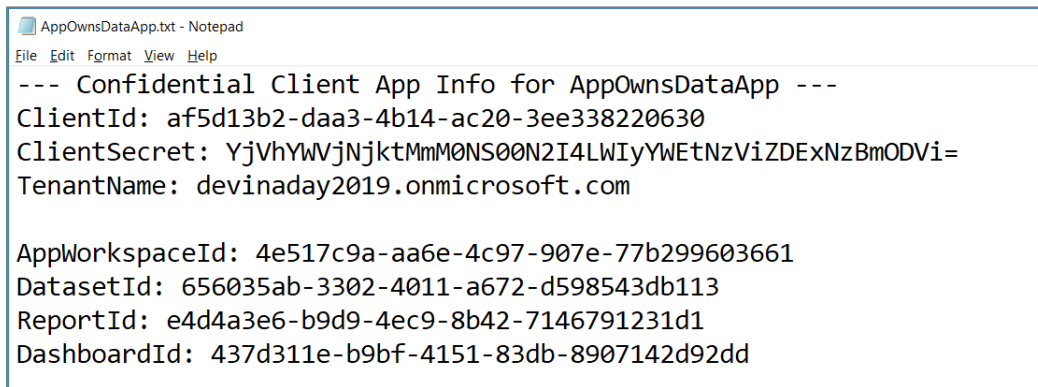 AppOwnsDataApp.txt - Notepad
File Edit Format View Help
--- Confidential Client App Info for AppOwnsDataApp ---
ClientId: af5d13b2-daa3-4b14-ac20-3ee338220630
ClientSecret: YjVhYWVjNjktMmM0NS00N2I4LWIyYWEtNzViZDExNzBmODVi=
TenantName: devinaday2019.onmicrosoft.com
AppWorkspaceId: 4e517c9a-aa6e-4c97-907e-77b299603661
DatasetId: 656035ab-3302-4011-a672-d598543db113
ReportId: e4d4a3e6-b9d9-4ec9-8b42-7146791231d1
DashboardId: 437d311e-b9bf-4151-83db-8907142d92dd